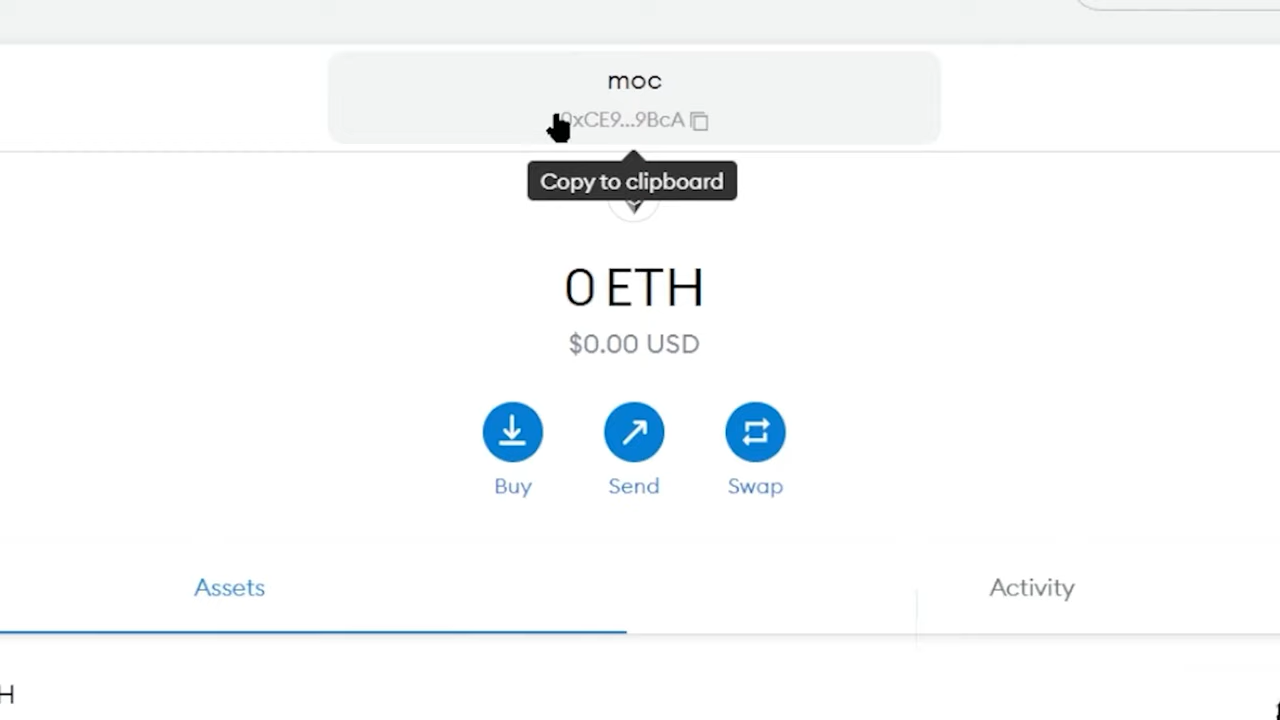 moc
0xCE9...9BcA
Copy to clipboard
0 ETH
$0.00 USD
Buy
Send
Swap
Assets
Activity
H